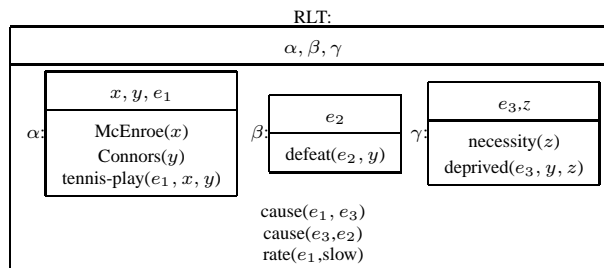 RLT:
α, β, γ
α:
x, y, e₁
McEnroe(x)
Connors(y)
tennis-play(e₁, x, y)
β:
e₂
defeat(e₂, y)
γ:
e₃,z
necessity(z)
deprived(e₃, y, z)
cause(e₁, e₃)
cause(e₃,e₂)
rate(e₁,slow)